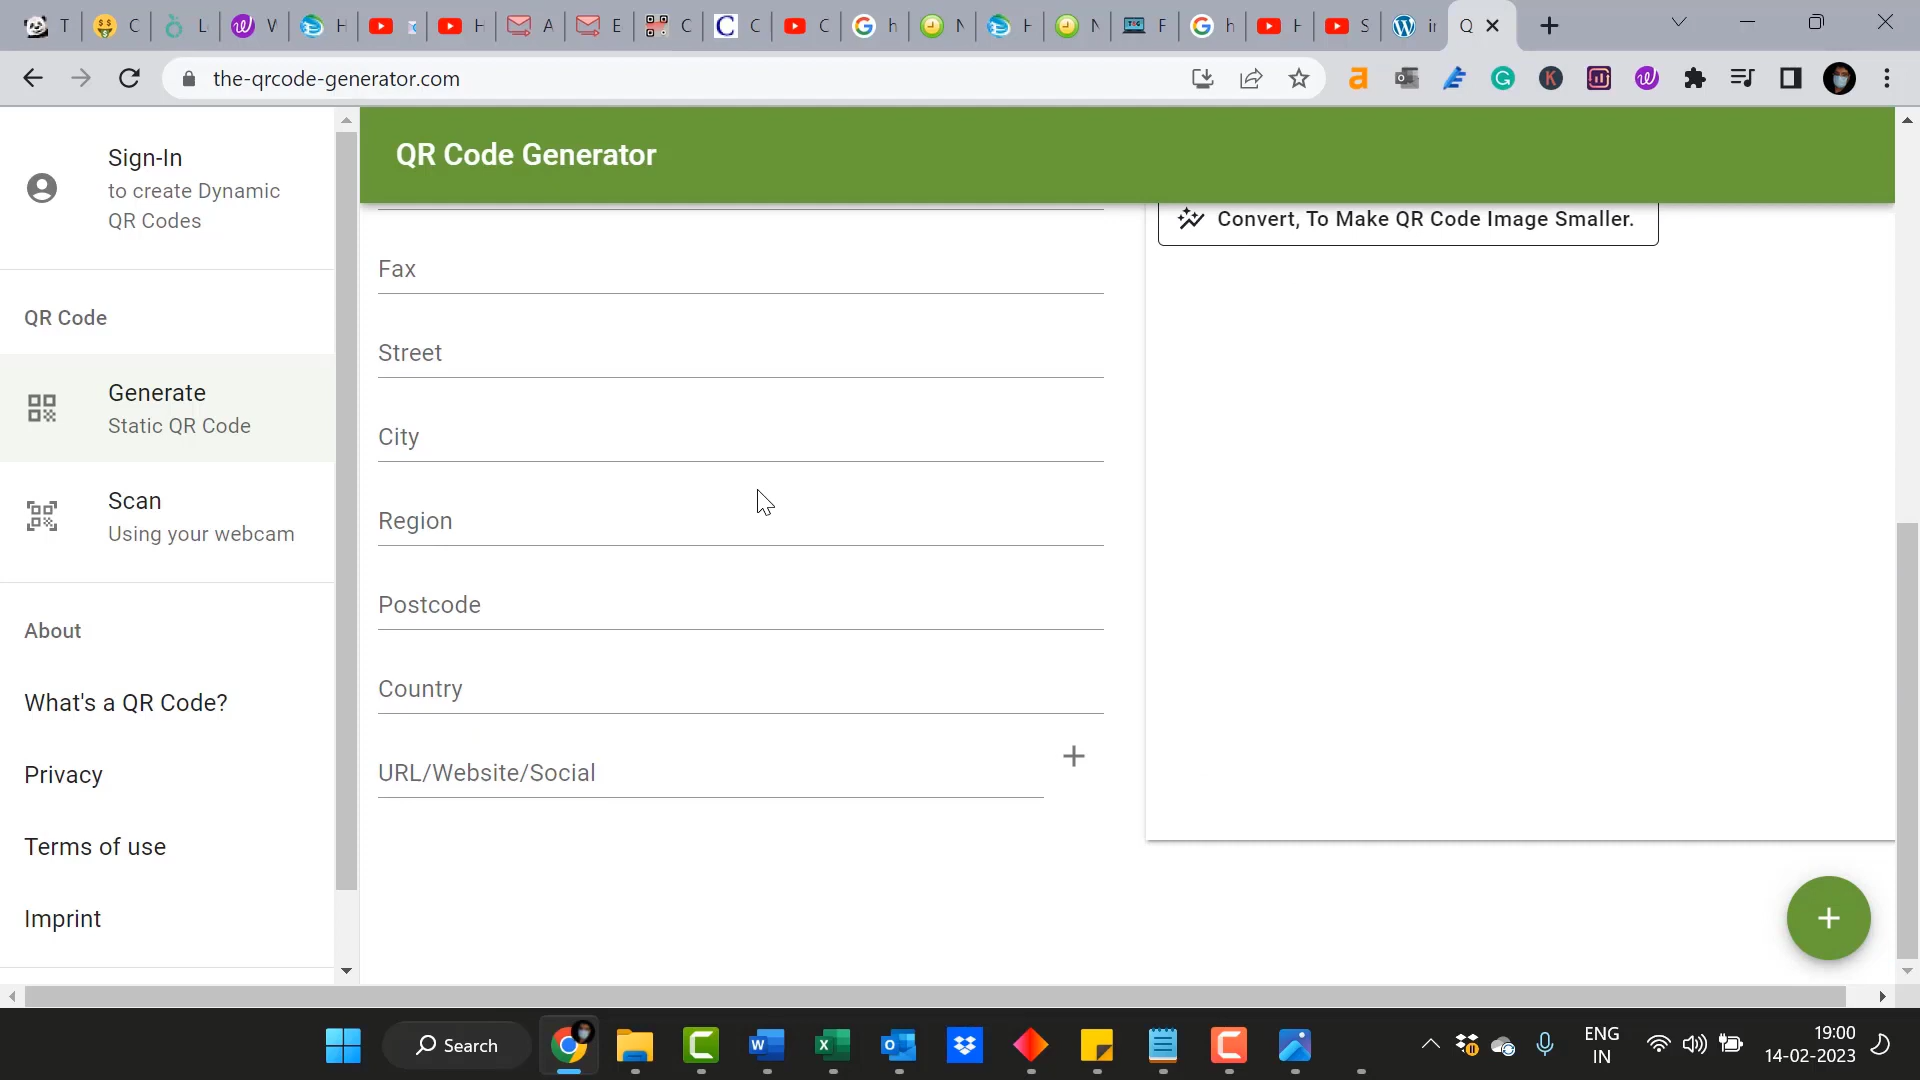 T
C
L
V
H
H
A
E
C
C
C
h
N
H
N
F
h
H
S
in
Q
the-qrcode-generator.com
Sign-In
to create Dynamic
QR Codes
QR Code
Generate
Static QR Code
Scan
Using your webcam
About
What's a QR Code?
Privacy
Terms of use
Imprint
QR Code Generator
Convert, To Make QR Code Image Smaller.
Fax
Street
City
Region
Postcode
Country
URL/Website/Social
Search
ENG
IN
19:00
14-02-2023